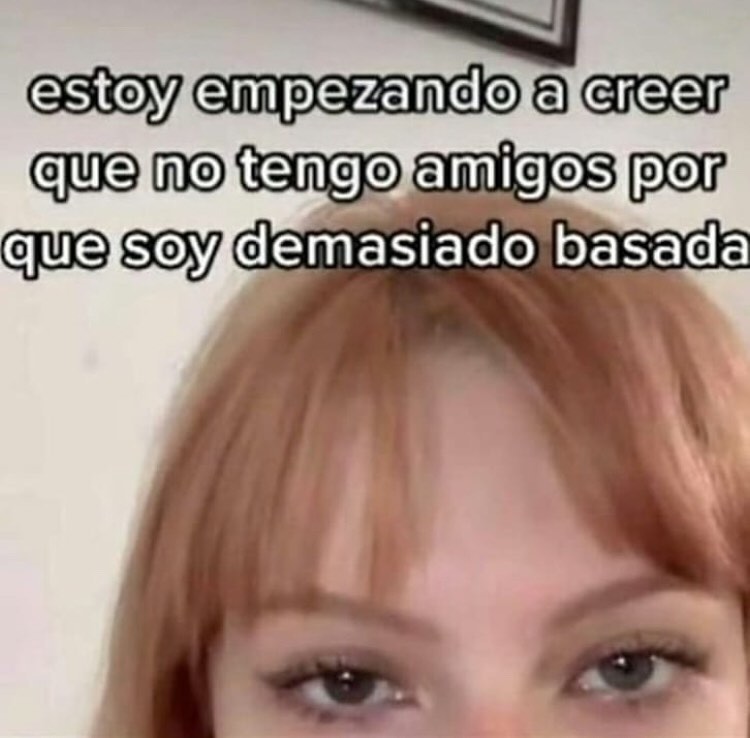 estoy empezando a creer
que no tengo amigos por
que soy demasiado basada